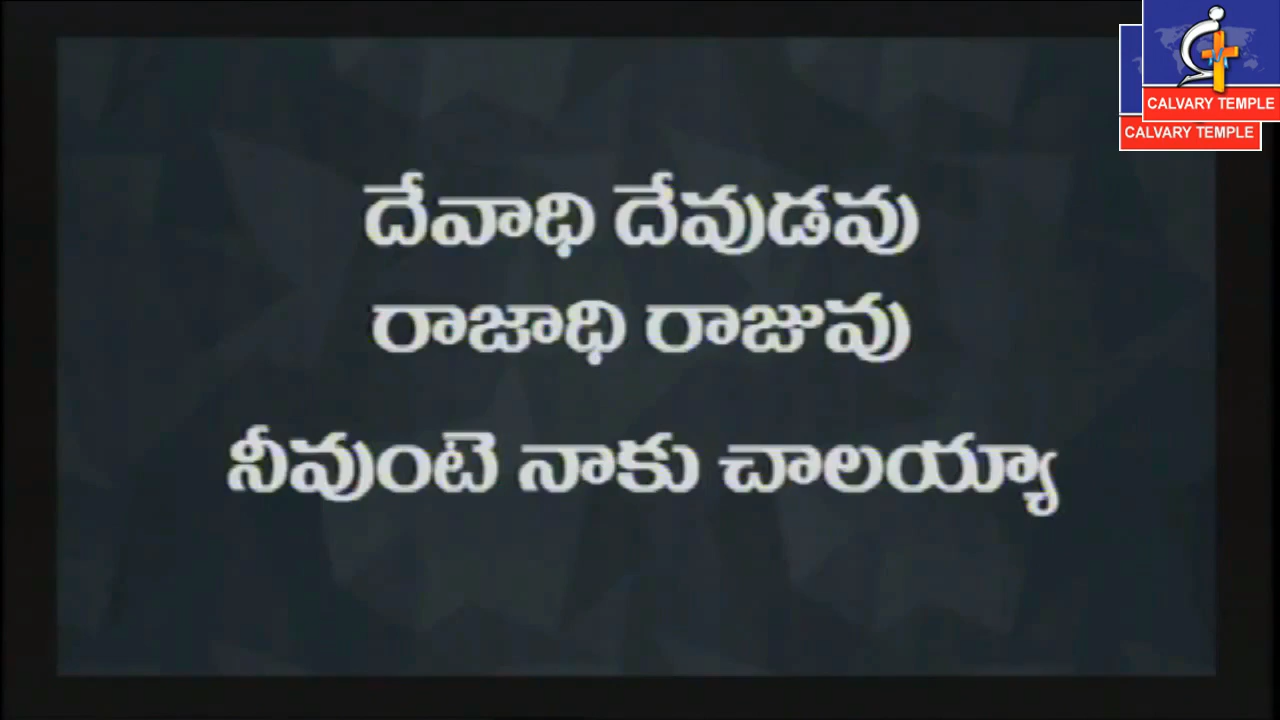 దేవాధి దేవుడవు
రాజాధి రాజువు
నీవుంటె నాకు చాలయ్యా
CALVARY TEMPLE
CALVARY TEMPLE